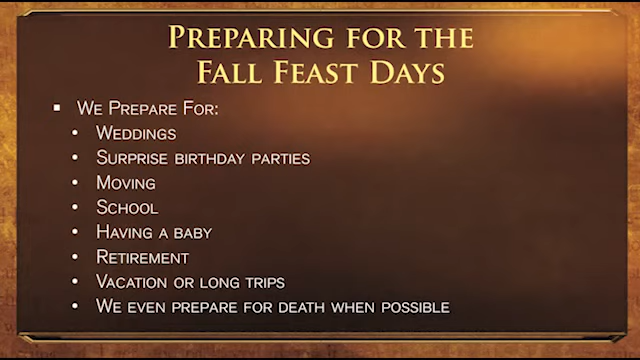 Preparing for the
Fall Feast Days
▪ We Prepare For:
• Weddings
• Surprise birthday parties
• Moving
• School
• Having a baby
• Retirement
• Vacation or long trips
• We even prepare for death when possible